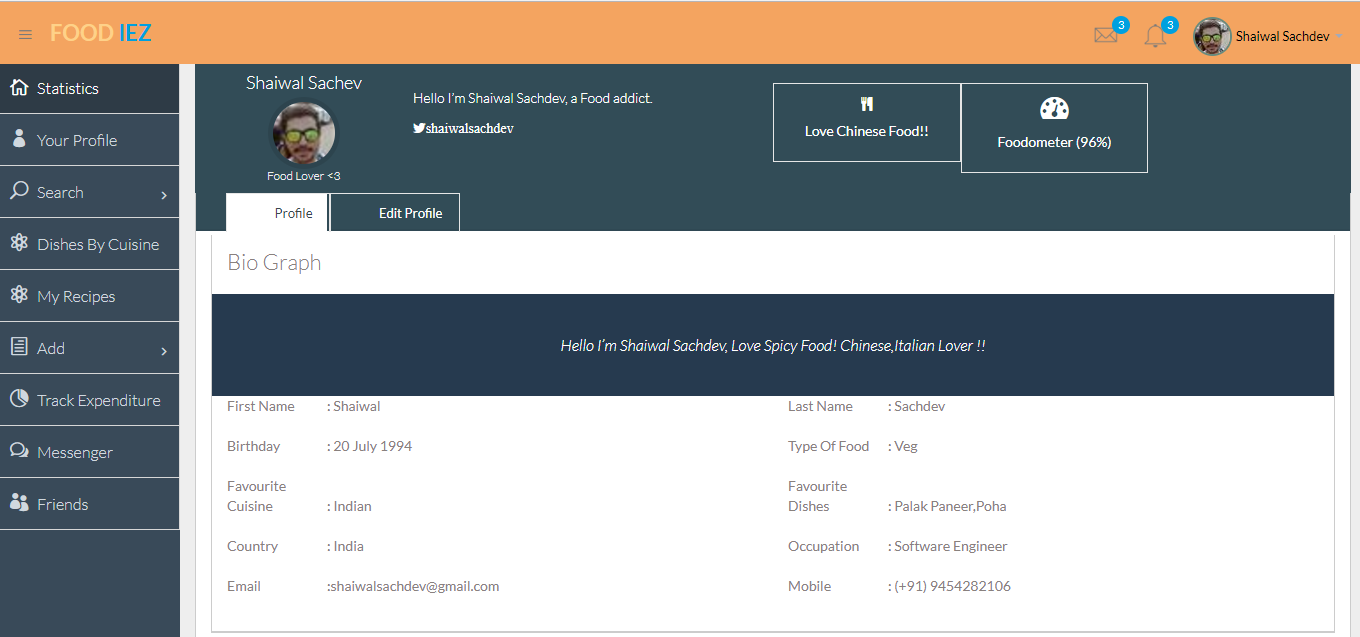 FOOD IEZ
3
3
Shaiwal Sachdev
Statistics
Your Profile
Search
Dishes By Cuisine
My Recipes
Add
Track Expenditure
Messenger
Friends
Shaiwal Sachev
Food Lover <3
Hello I'm Shaiwal Sachdev, a Food addict.
shaiwalsachdev
Love Chinese Food!!
Foodometer (96%)
Profile
Edit Profile
Bio Graph
Hello I'm Shaiwal Sachdev, Love Spicy Food! Chinese,Italian Lover !!
First Name : Shaiwal
Last Name : Sachdev
Birthday : 20 July 1994
Type Of Food : Veg
Favourite
Cuisine : Indian
Favourite
Dishes : Palak Paneer,Poha
Country : India
Occupation : Software Engineer
Email :shaiwalsachdev@gmail.com
Mobile : (+91) 9454282106